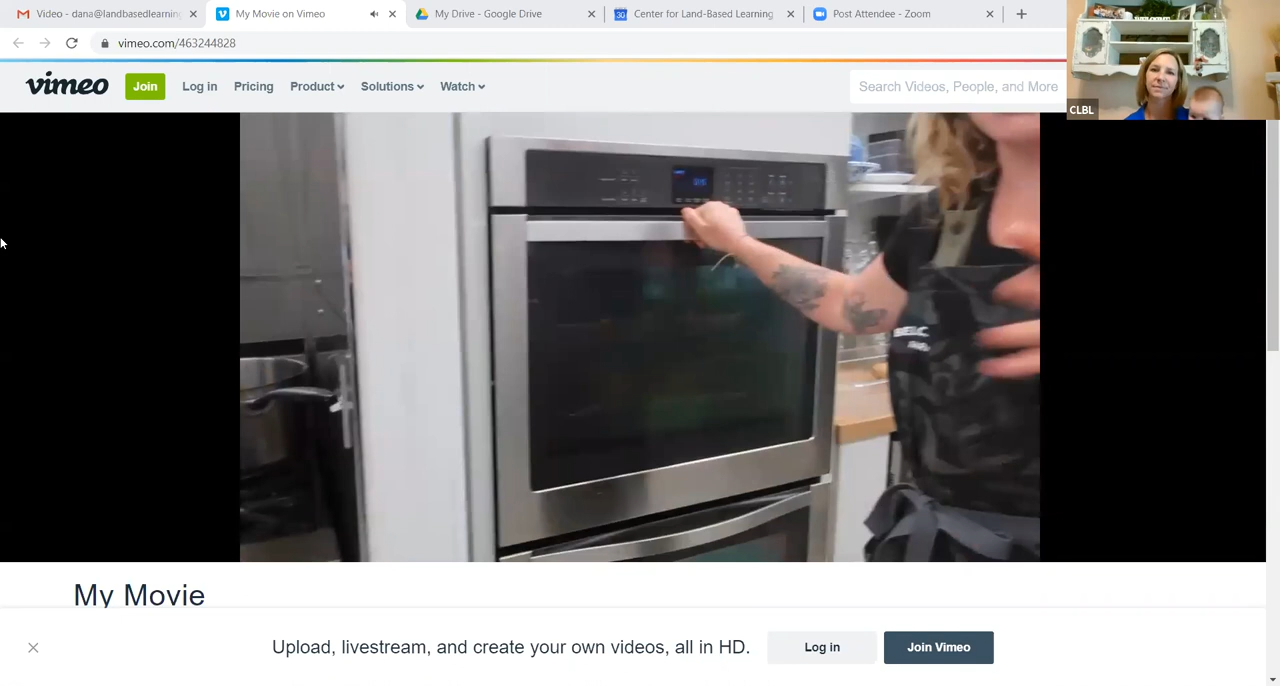 Video - dana@landbasedlearning
My Movie on Vimeo
My Drive - Google Drive
Center for Land-Based Learning
Post Attendee - Zoom
vimeo.com/463244828
vimeo
Join
Log in
Pricing
Product
Solutions
Watch
Search Videos, People, and More
CLBL
My Movie
Upload, livestream, and create your own videos, all in HD.
Log in
Join Vimeo